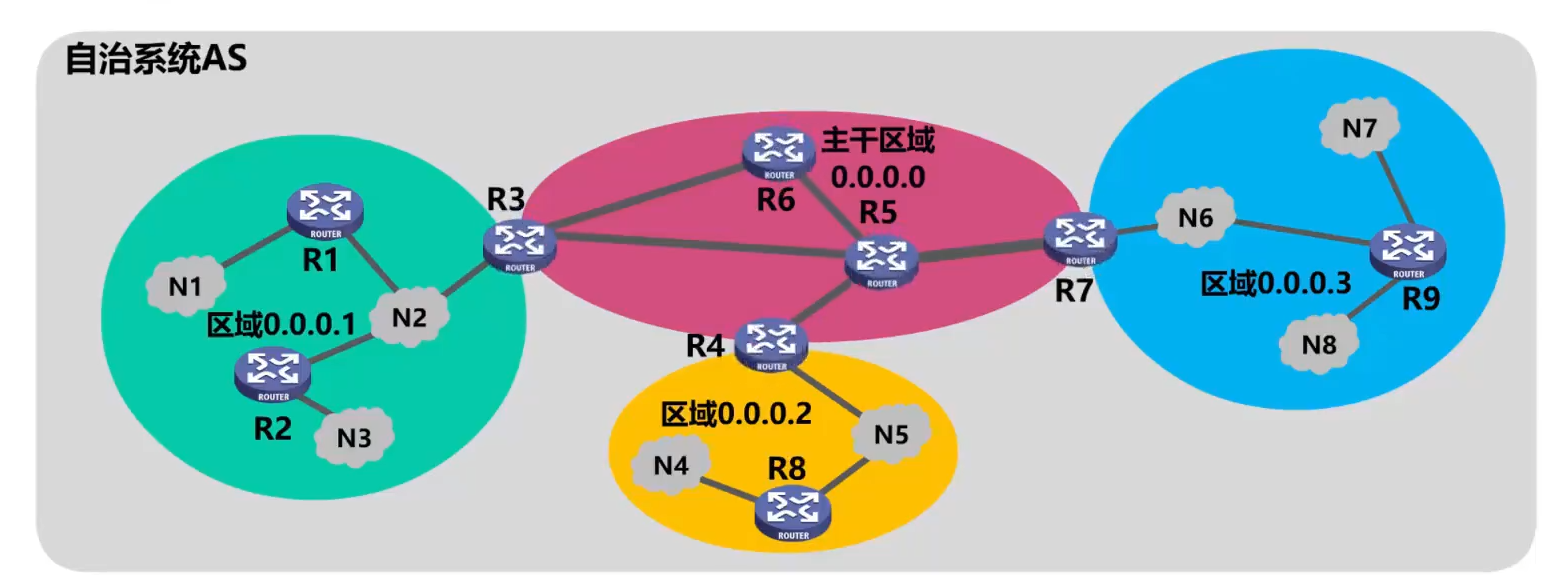 自治系统AS
R1
ROUTER
N1
区域0.0.0.1
N2
R2
ROUTER
N3
R3
ROUTER
R6
ROUTER
主干区域
0.0.0.0
R5
ROUTER
R4
ROUTER
区域0.0.0.2
N5
N4
R8
ROUTER
R7
ROUTER
N6
N7
区域0.0.0.3
R9
ROUTER
N8